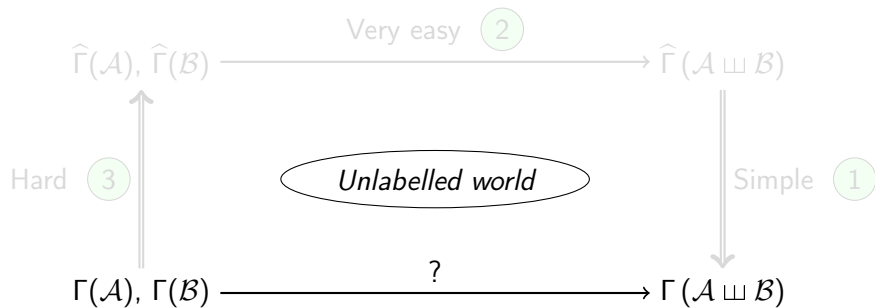 Very easy 2
Γ̂(𝒜), Γ̂(ℬ) Γ̂ (𝒜 ⧢ ℬ)
Hard 3 Unlabelled world Simple 1
?
Γ(𝒜), Γ(ℬ) Γ (𝒜 ⧢ ℬ)